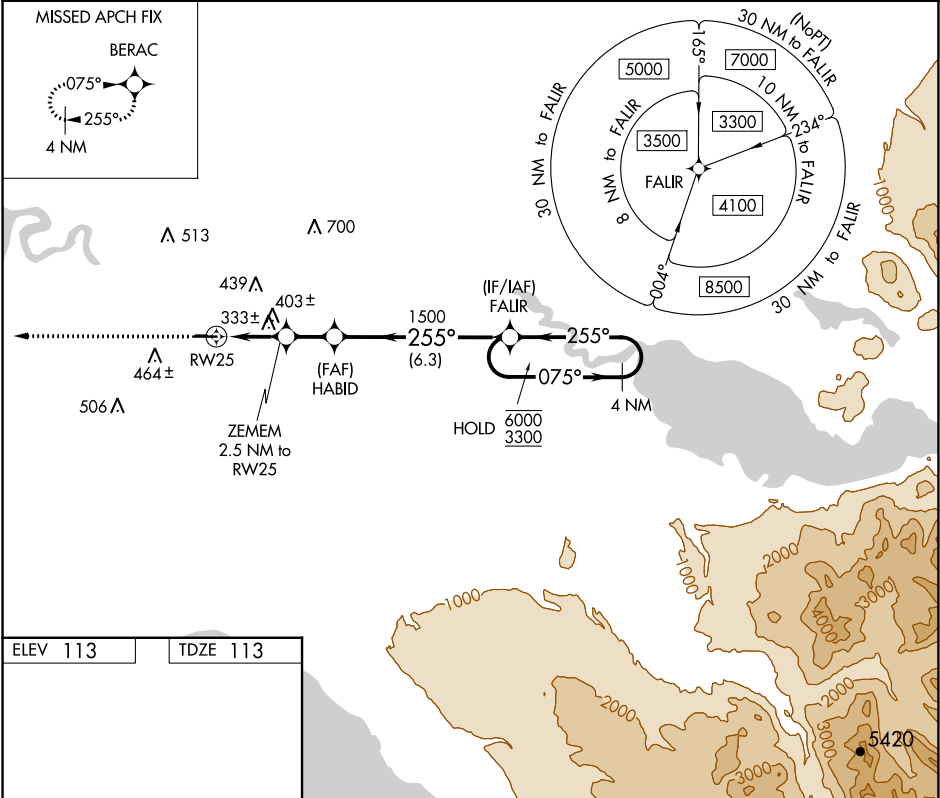 MISSED APCH FIX
BERAC
075°
255°
4 NM
30 NM to FALIR
(NoPT)
165°
7000
5000
10 NM to FALIR
30 NM to FALIR
8 NM to FALIR
3300
234°
3500
FALIR
4100
004°
8500
30 NM to FALIR
1000
513
700
439
403±
333±
(IF/IAF)
FALIR
1500
255°
(6.3)
255°
RW25
464±
(FAF)
HABID
075°
4 NM
506
HOLD
6000
3300
ZEMEM
2.5 NM to
RW25
2000
1000
3000
4000
1000
ELEV 113
TDZE 113
2000
2000
3000
5420
3000